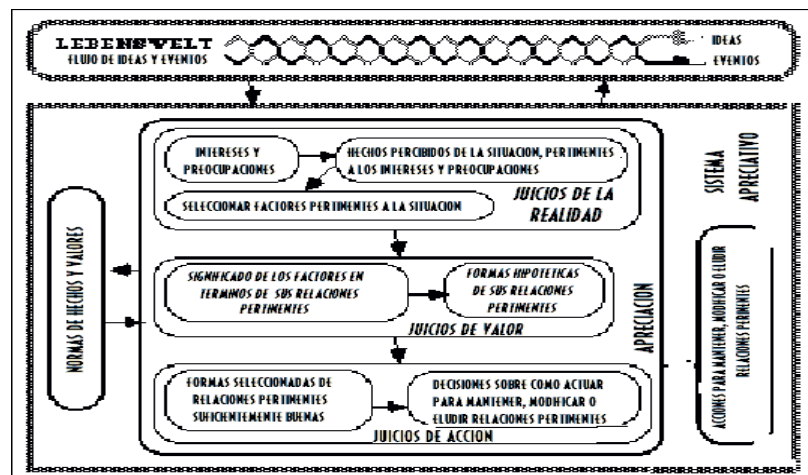 LEBENSWELT
FLUJO DE IDEAS Y EVENTOS
IDEAS
EVENTOS
INTERESES Y
PREOCUPACIONES
HECHOS PERCIBIDOS DE LA SITUACION, PERTINENTES
A LOS INTERESES Y PREOCUPACIONES
SELECCIONAR FACTORES PERTINENTES A LA SITUACION
JUICIOS DE LA
REALIDAD
SIGNIFICADO DE LOS FACTORES EN
TERMINOS DE SUS RELACIONES
PERTINENTES
FORMAS HIPOTETICAS
DE SUS RELACIONES
PERTINENTES
JUICIOS DE VALOR
FORMAS SELECCIONADAS DE
RELACIONES PERTINENTES
SUFICENTEMENTE BUENAS
DECISIONES SOBRE COMO ACTUAR
PARA MANTENER, MODIFICAR O
ELUDIR RELACIONES PERTINENTES
JUICIOS DE ACCION
NORMAS DE HECHOS Y VALORES
APRECIACION
SISTEMA
APRECIATIVO
ACCIONES PARA MANTENER, MODIFICAR O ELUDIR
RELACIONES PERINENTES